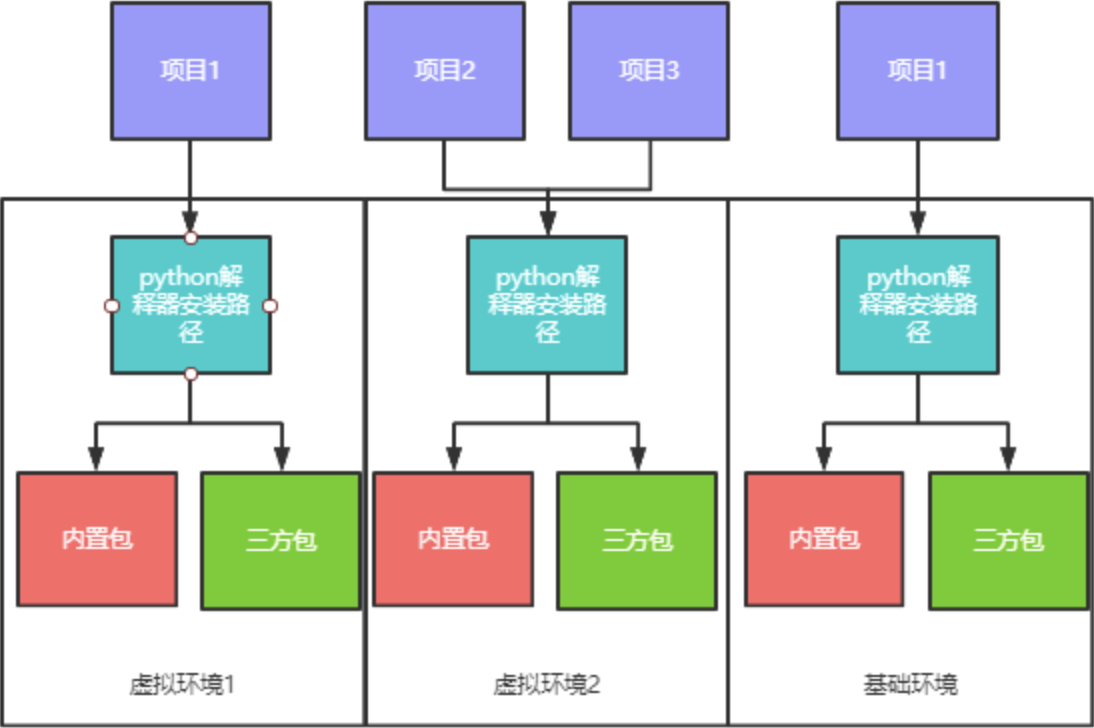 项目1
项目2
项目3
项目1
python解
释器安装路
径
python解
释器安装路
径
python解
释器安装路
径
内置包
三方包
内置包
三方包
内置包
三方包
虚拟环境1
虚拟环境2
基础环境